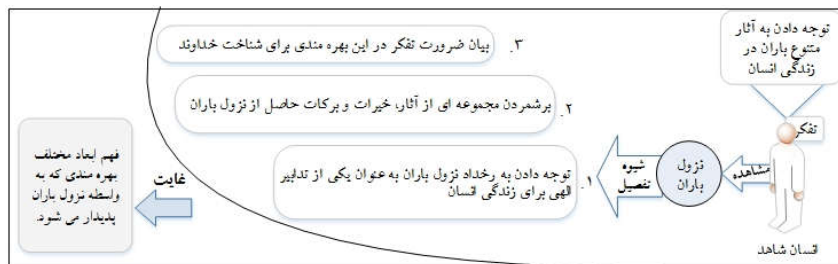 توجه دادن به آثار
متنوع باران در
زندگی انسان
تفکر
مشاهده
انسان شاهد
نزول
باران
شیوه
تفصیل
۱. توجه دادن به رخداد نزول باران به عنوان یکی از تدابیر
الهی برای زندگی انسان
۲. برشمردن مجموعه ای از آثار، خیرات و برکات حاصل از نزول باران
۳. بیان ضرورت تفکر در این بهره مندی برای شناخت خداوند
غایت
فهم ابعاد مختلف
بهره مندی که به
واسطه نزول باران
پدیدار می شود.